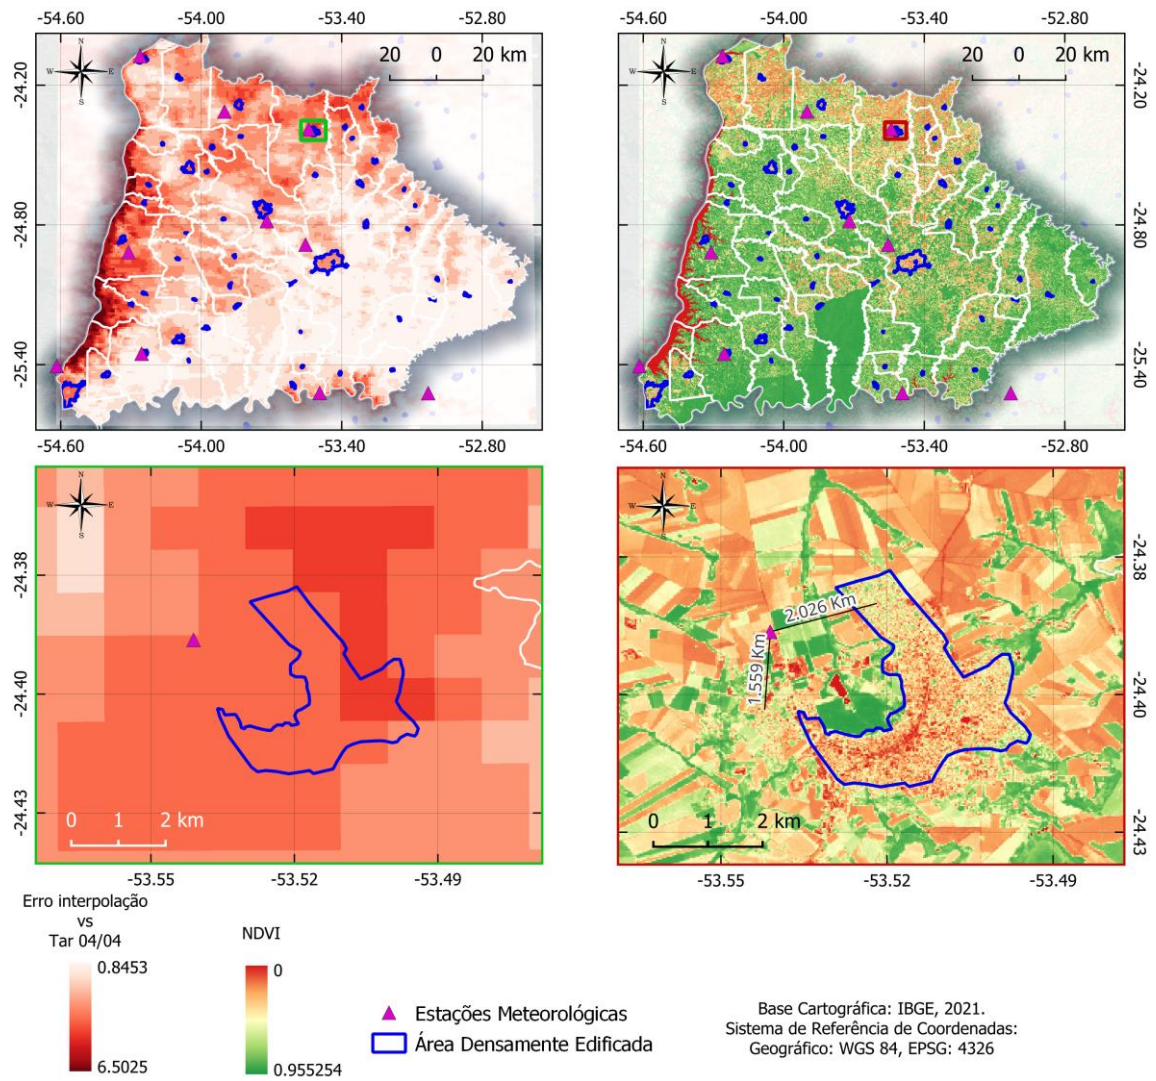 -54.60 -54.00 -53.40 -52.80
-54.60 -54.00 -53.40 -52.80
N
W E
S
20 0 20 km
-24.20
-24.80
-25.40
-54.60 -54.00 -53.40 -52.80
N
W E
S
20 0 20 km
-24.20
-24.80
-25.40
-54.60 -54.00 -53.40 -52.80
N
W E
S
-24.38
-24.40
-24.43
0 1 2 km
-53.55 -53.52 -53.49
N
W E
S
2.026 Km
1.559 Km
-24.38
-24.40
-24.43
0 1 2 km
-53.55 -53.52 -53.49
Erro interpolação
vs
Tar 04/04
0.8453
6.5025
NDVI
0
0.955254
Estações Meteorológicas
Área Densamente Edificada
Base Cartográfica: IBGE, 2021.
Sistema de Referência de Coordenadas:
Geográfico: WGS 84, EPSG: 4326